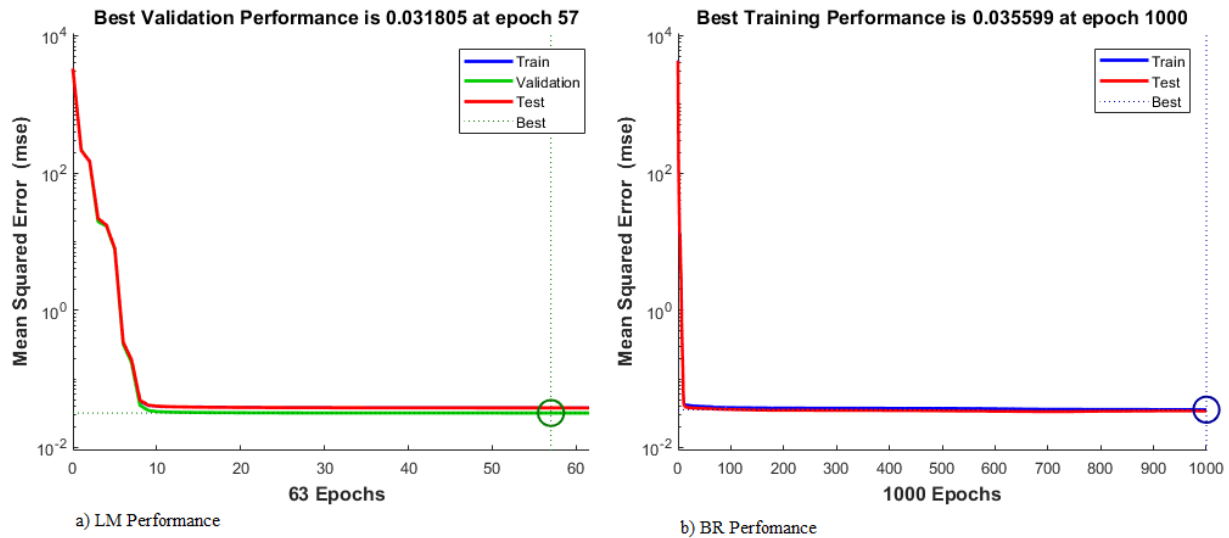 Best Validation Performance is 0.031805 at epoch 57
10^4
10^2
10^0
10^-2
Mean Squared Error (mse)
Train
Validation
Test
Best
0 10 20 30 40 50 60
63 Epochs
a) LM Performance
Best Training Performance is 0.035599 at epoch 1000
10^4
10^2
10^0
10^-2
Mean Squared Error (mse)
Train
Test
Best
0 100 200 300 400 500 600 700 800 900 1000
1000 Epochs
b) BR Perfomance